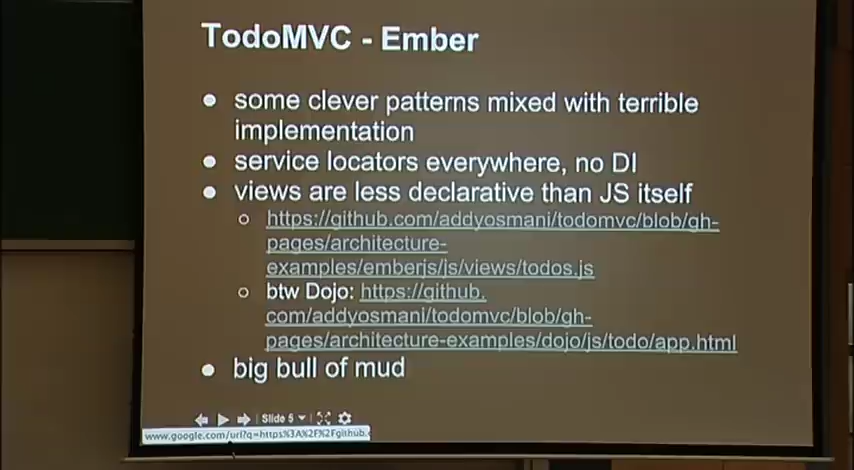 TodoMVC - Ember
● some clever patterns mixed with terrible
implementation
● service locators everywhere, no DI
● views are less declarative than JS itself
○ https://github.com/addyosmani/todomvc/blob/gh-
pages/architecture-
examples/emberjs/js/views/todos.js
○ btw Dojo: https://github.
com/addyosmani/todomvc/blob/gh-
pages/architecture-examples/dojo/js/todo/app.html
● big bull of mud
Slide 5
www.google.com/url?q=https%3A%2F%2Fgithub.